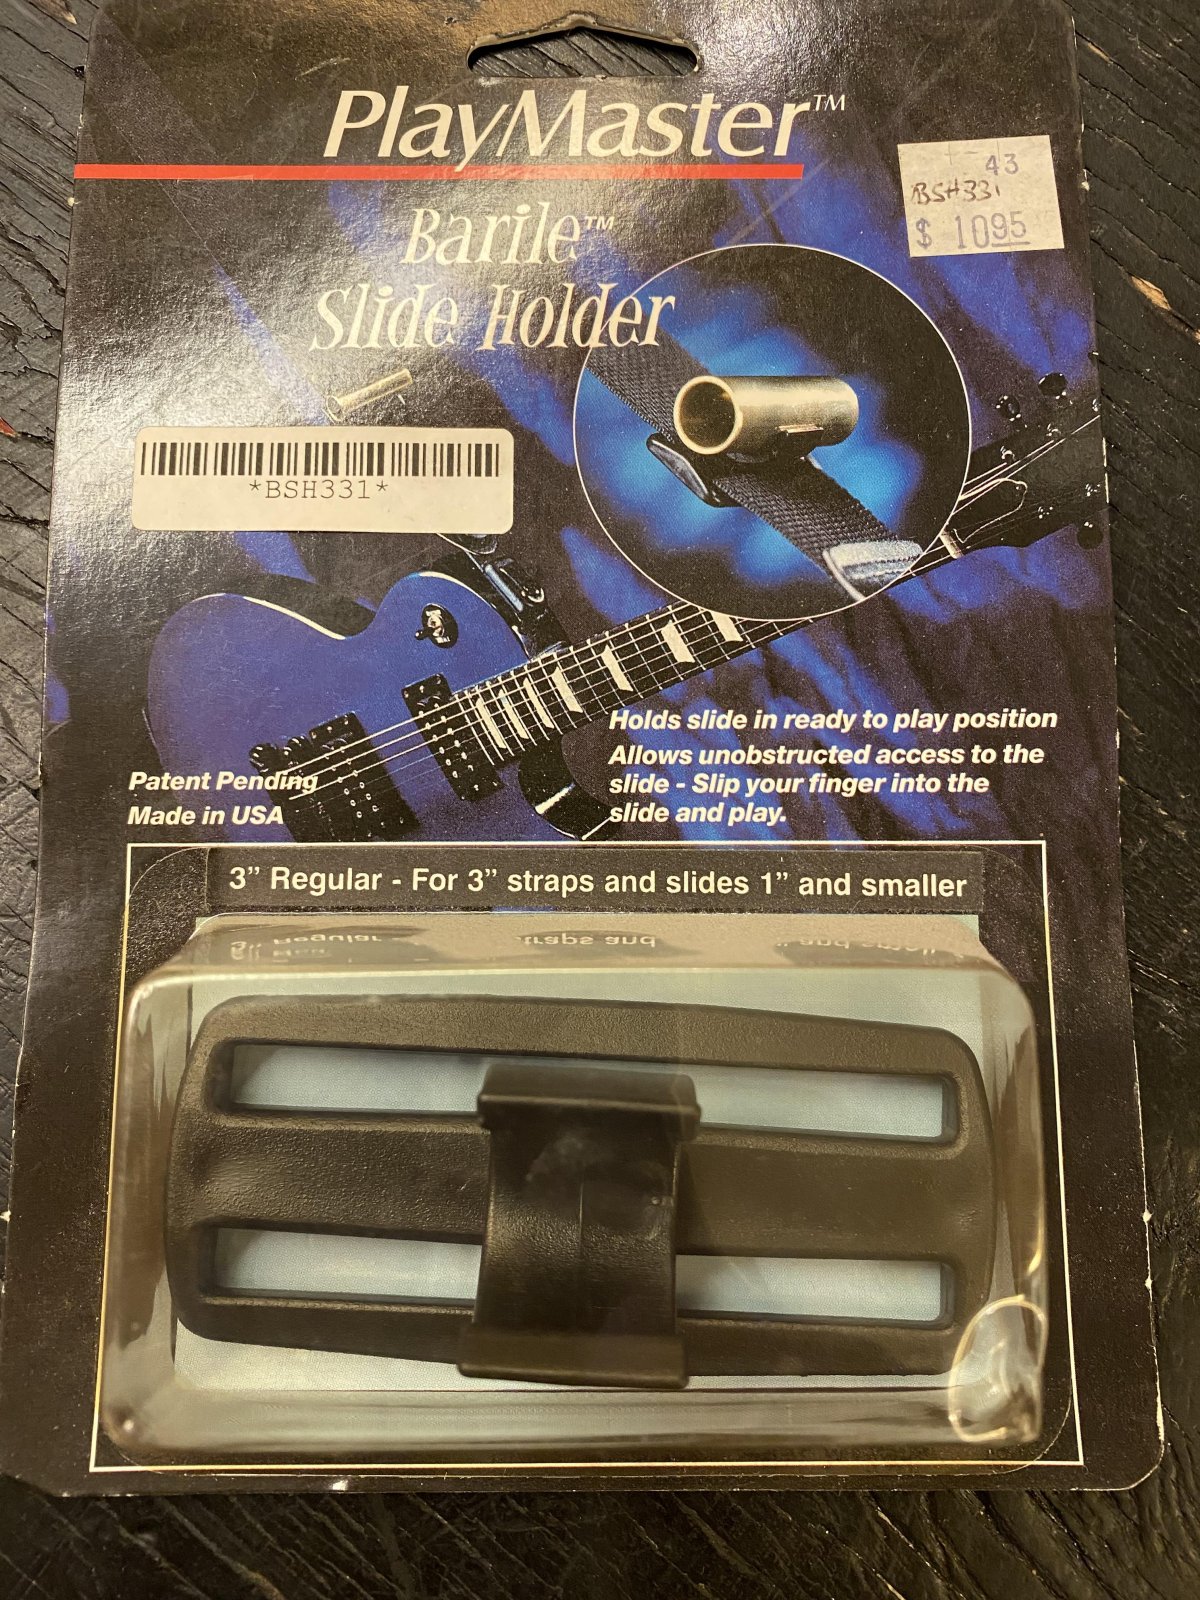 PlayMaster™
Barile™
Slide Holder
43
BSH331
$ 1095
*BSH331*
Holds slide in ready to play position
Allows unobstructed access to the
slide - Slip your finger into the
slide and play.
Patent Pending
Made in USA
3" Regular - For 3" straps and slides 1" and smaller